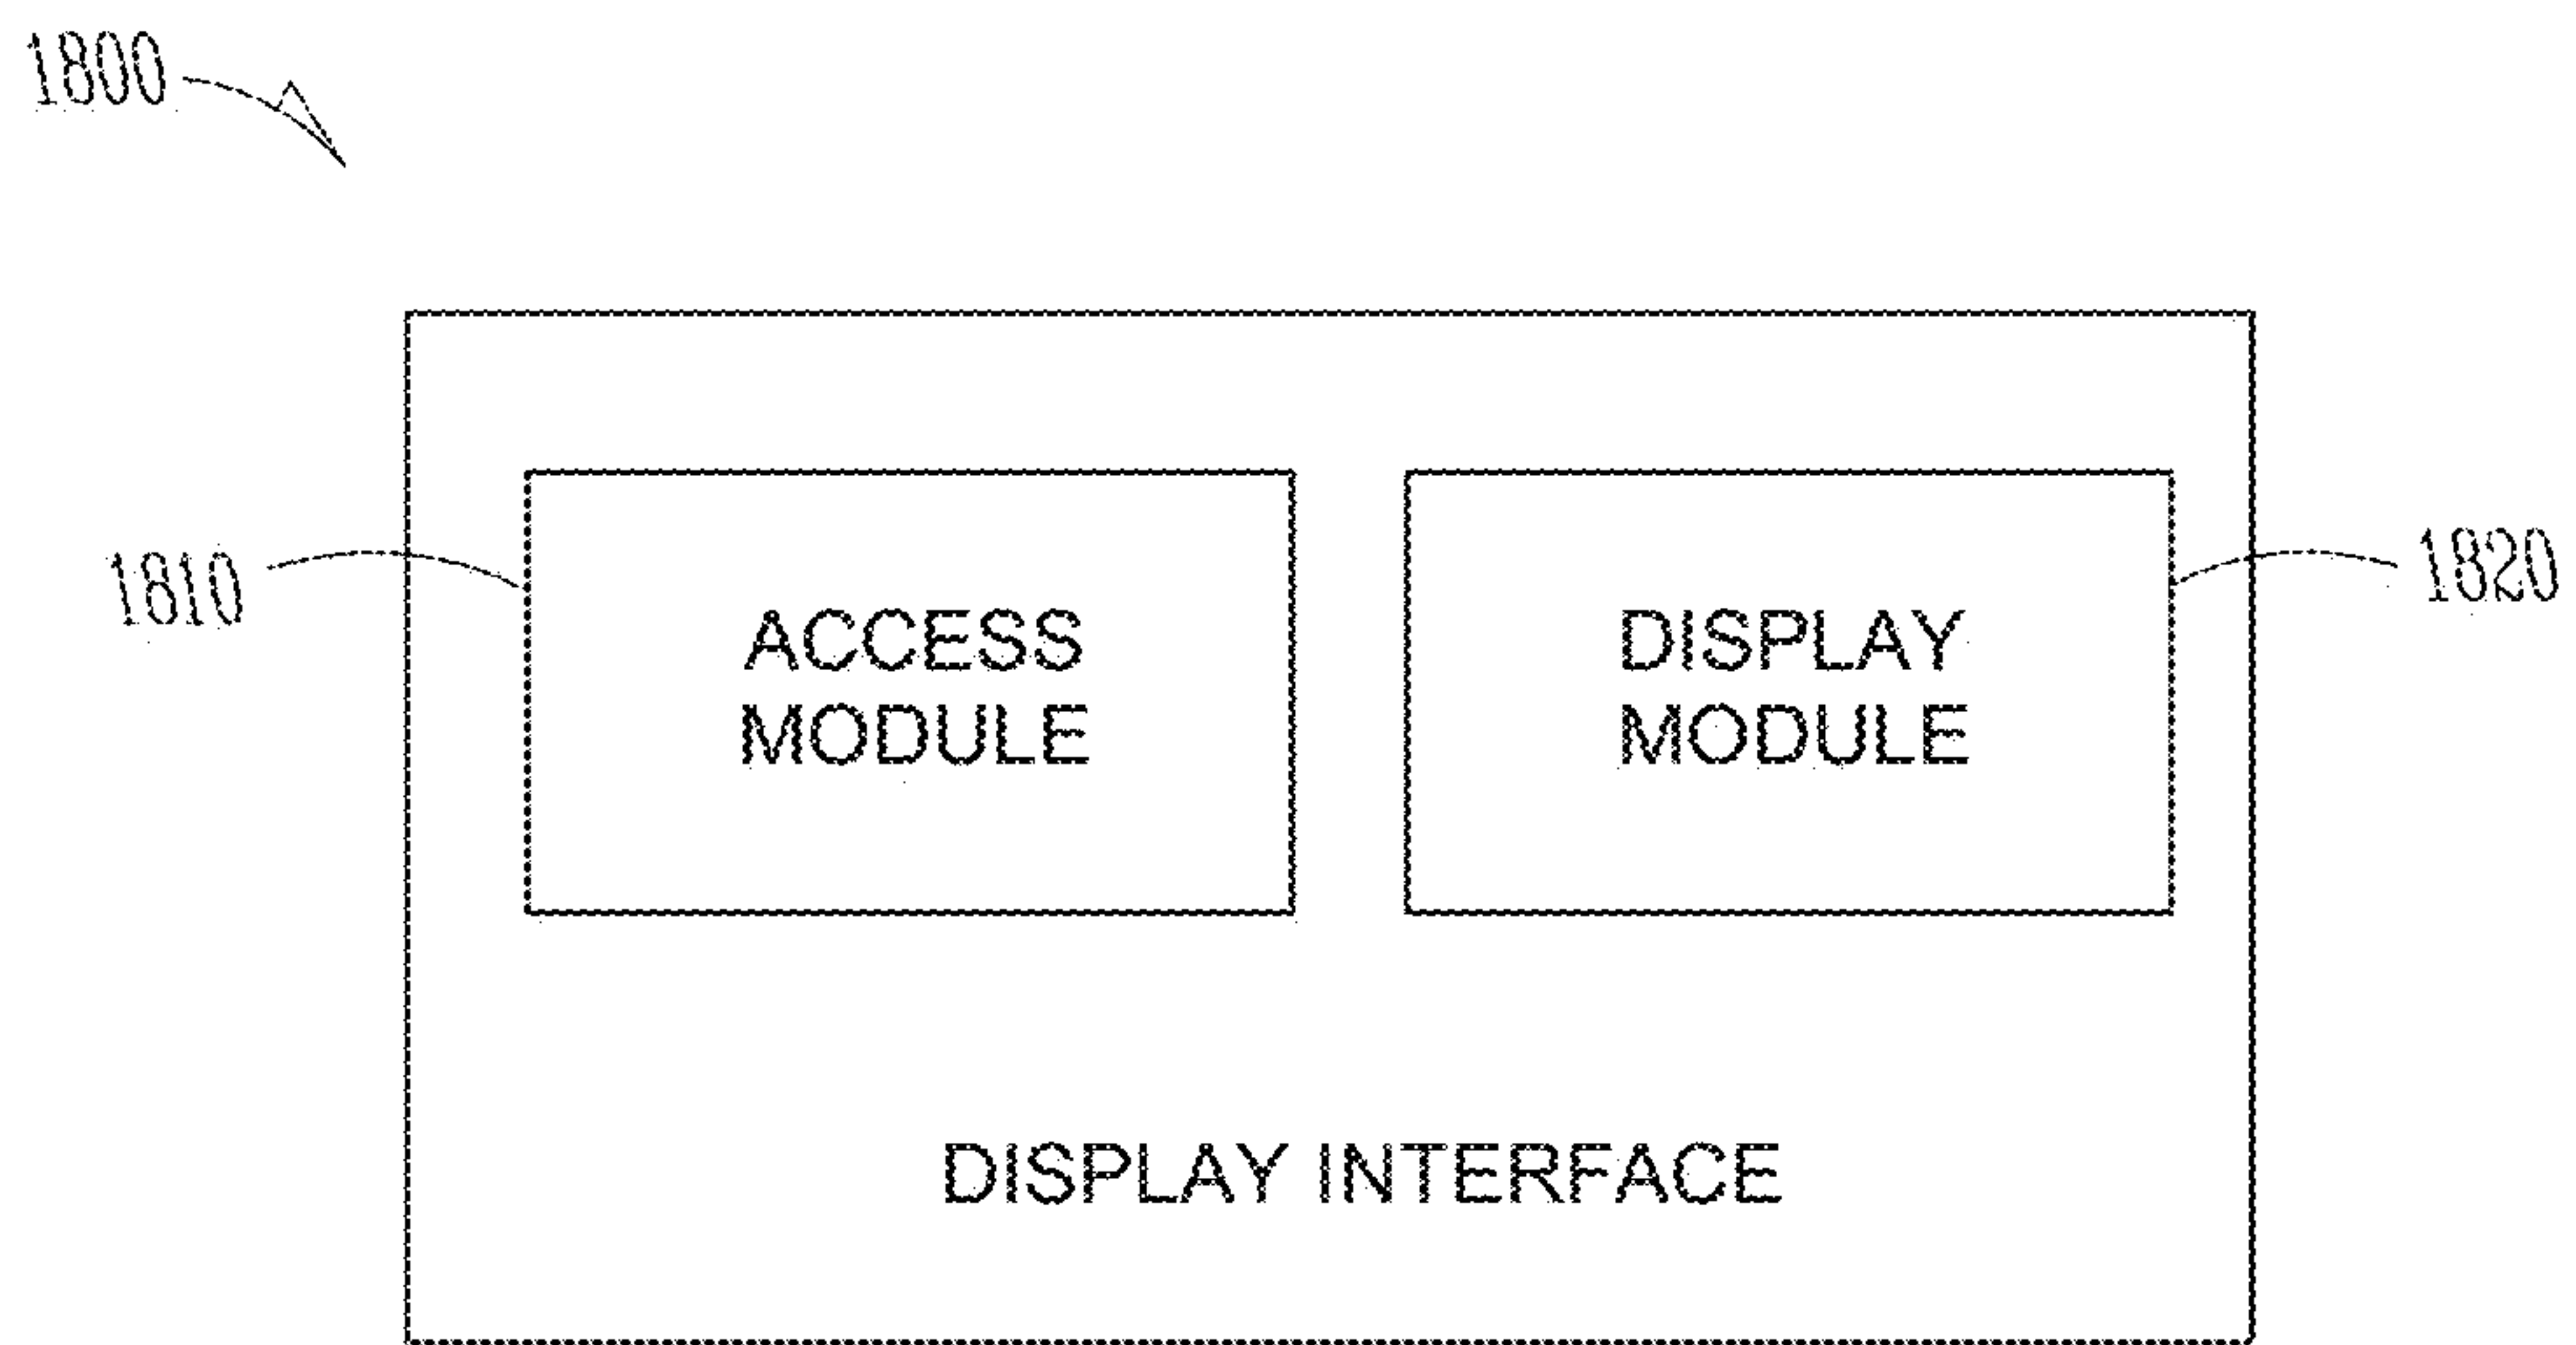 1800
1810
ACCESS
MODULE
DISPLAY
MODULE
1820
DISPLAY INTERFACE